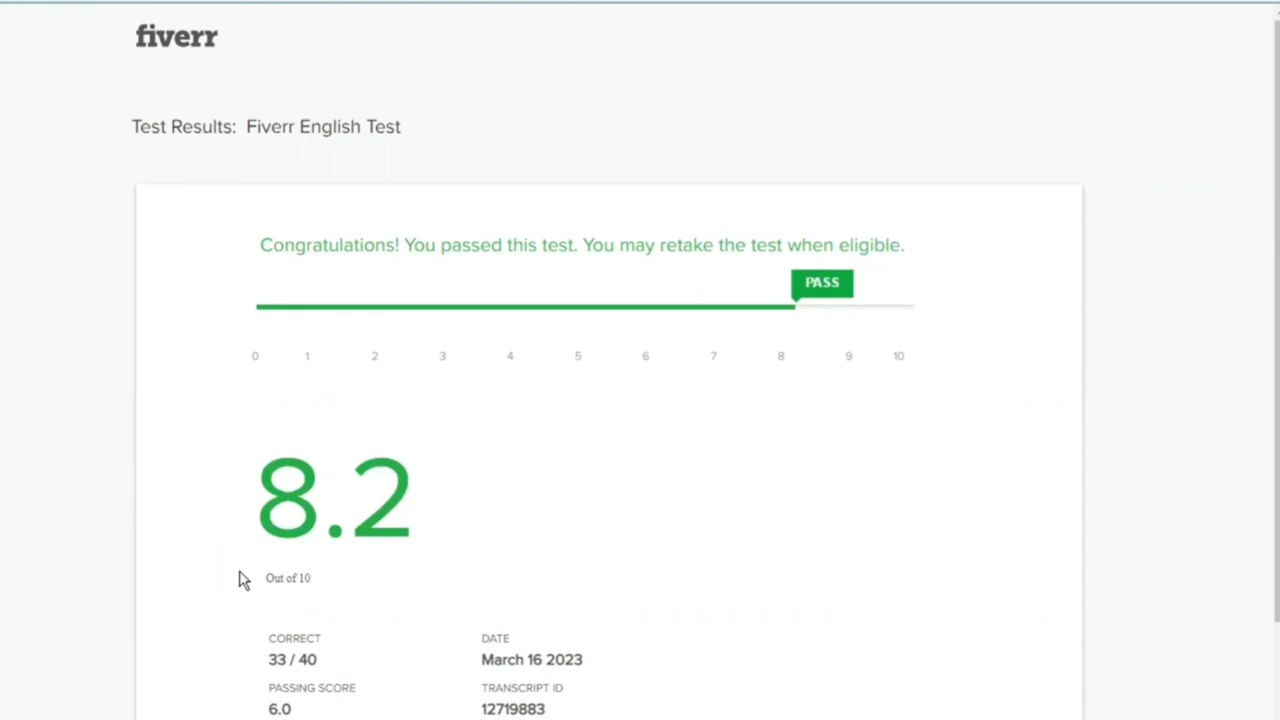 fiverr
Test Results: Fiverr English Test
Congratulations! You passed this test. You may retake the test when eligible.
PASS
0 1 2 3 4 5 6 7 8 9 10
8.2
Out of 10
CORRECT DATE
33 / 40 March 16 2023
PASSING SCORE TRANSCRIPT ID
6.0 12719883